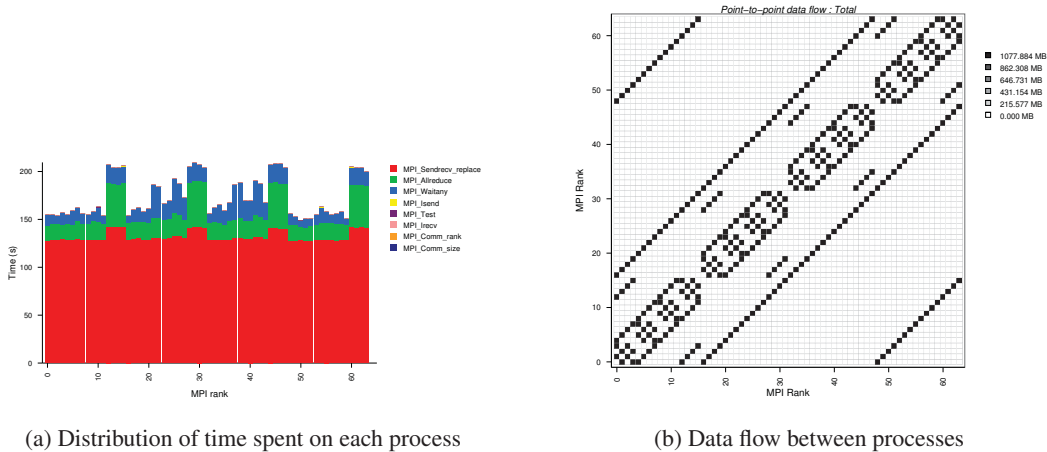 200
150
100
50
0
Time (s)
0 10 20 30 40 50 60
MPI rank
MPI_Sendrecv_replace
MPI_Allreduce
MPI_Waitany
MPI_Isend
MPI_Test
MPI_Irecv
MPI_Comm_rank
MPI_Comm_size
(a) Distribution of time spent on each process
Point-to-point data flow : Total
60
50
40
30
20
10
0
MPI Rank
0 10 20 30 40 50 60
MPI Rank
1077.884 MB
862.308 MB
646.731 MB
431.154 MB
215.577 MB
0.000 MB
(b) Data flow between processes